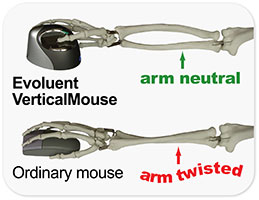 Evoluent
VerticalMouse
arm neutral
Ordinary mouse
arm twisted